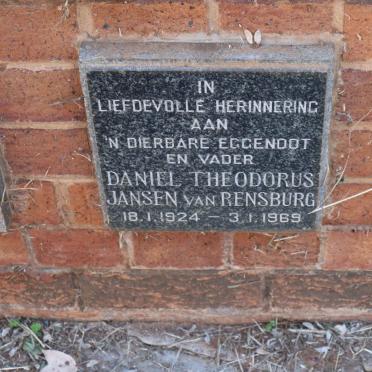 IN
LIEFDEVOLLE HERINNERING
AAN
'N DIERBARE EGGENOOT
EN VADER
DANIEL THEODORUS
JANSEN VAN RENSBURG
18.1.1924 – 3.1.1969